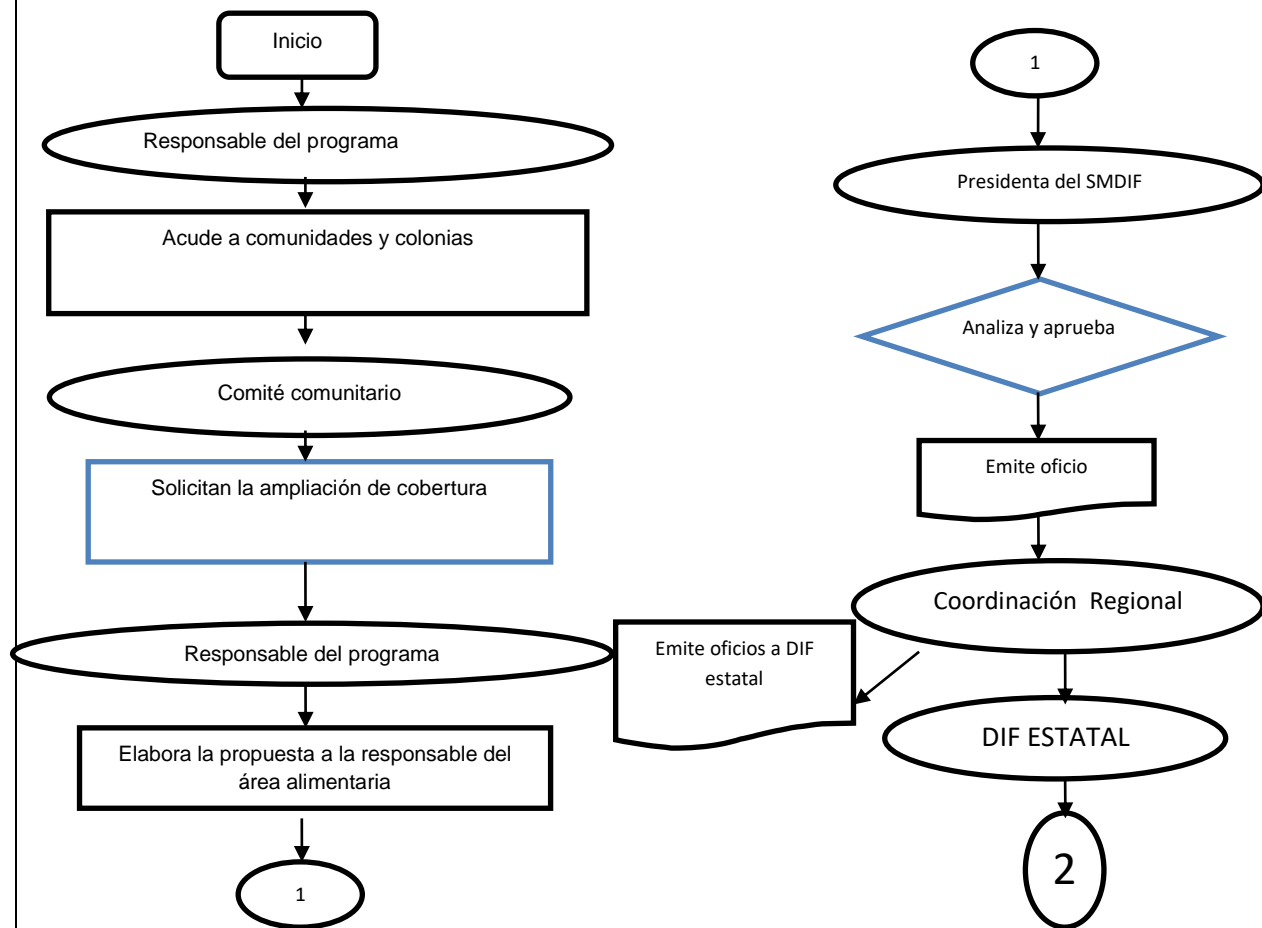 Inicio
Responsable del programa
Acude a comunidades y colonias
Comité comunitario
Solicitan la ampliación de cobertura
Responsable del programa
Elabora la propuesta a la responsable del
área alimentaria
1
1
Presidenta del SMDIF
Analiza y aprueba
Emite oficio
Coordinación Regional
Emite oficios a DIF
estatal
DIF ESTATAL
2